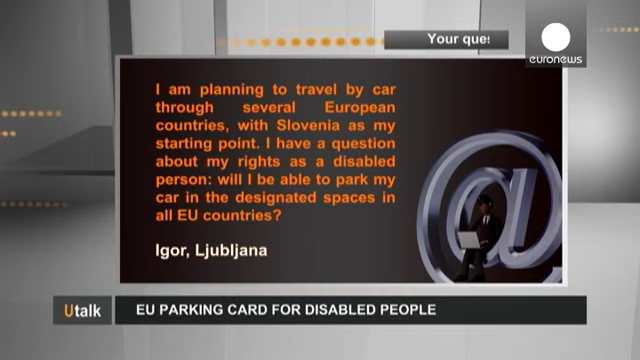 Your ques
euronews
I am planning to travel by car
through several European
countries, with Slovenia as my
starting point. I have a question
about my rights as a disabled
person: will I be able to park my
car in the designated spaces in
all EU countries?
Igor, Ljubljana
@
Utalk
EU PARKING CARD FOR DISABLED PEOPLE